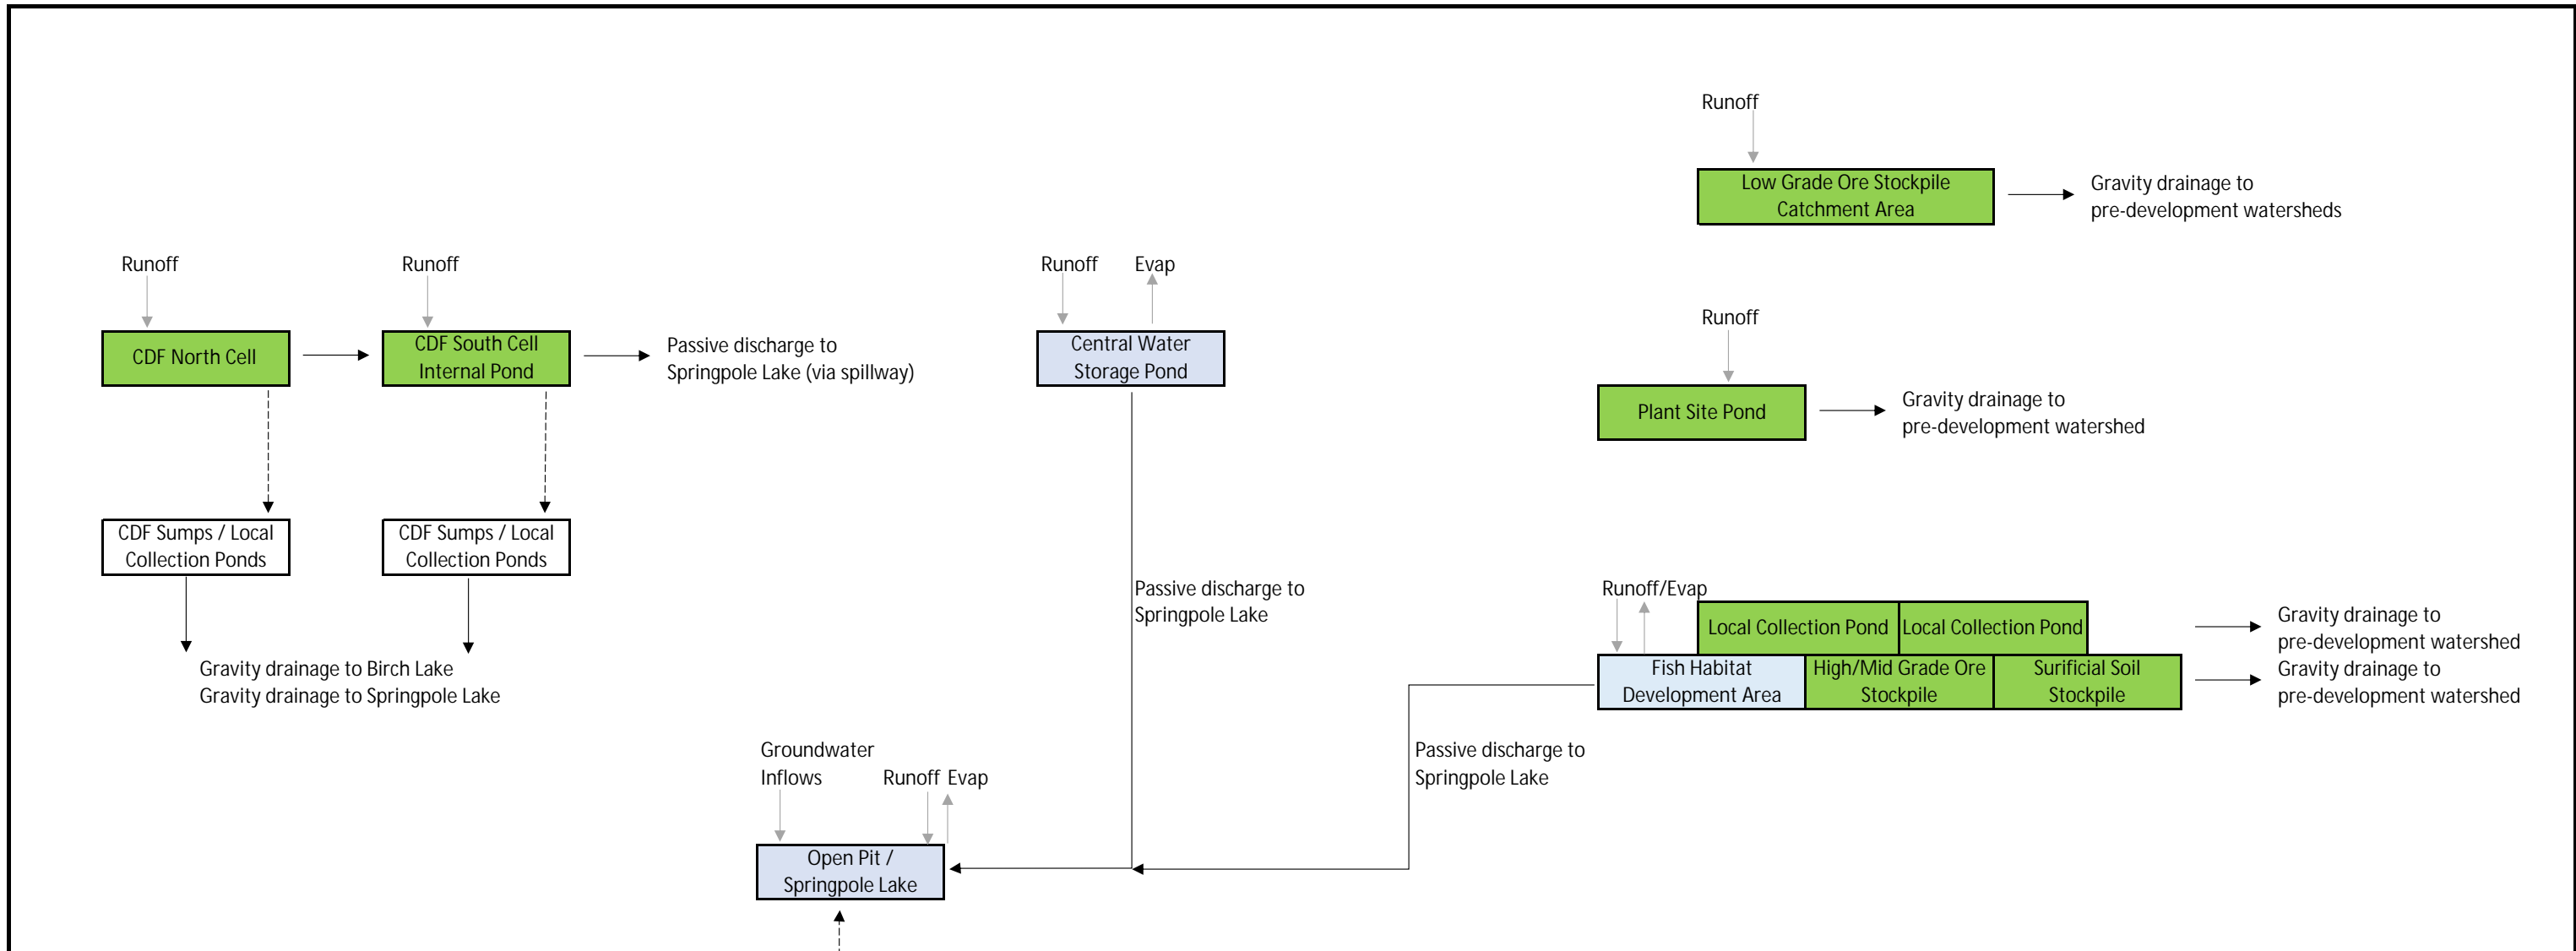 Runoff
Low Grade Ore Stockpile
Catchment Area
Gravity drainage to
pre-development watersheds
Runoff
Runoff
Runoff
Evap
Runoff
CDF North Cell
CDF South Cell
Internal Pond
Passive discharge to
Springpole Lake (via spillway)
Central Water
Storage Pond
Plant Site Pond
Gravity drainage to
pre-development watershed
CDF Sumps / Local
Collection Ponds
CDF Sumps / Local
Collection Ponds
Passive discharge to
Springpole Lake
Runoff/Evap
Local Collection Pond
Local Collection Pond
Gravity drainage to
pre-development watershed
Gravity drainage to Birch Lake
Gravity drainage to Springpole Lake
Fish Habitat
Development Area
High/Mid Grade Ore
Stockpile
Surificial Soil
Stockpile
Gravity drainage to
pre-development watershed
Groundwater
Inflows
Runoff
Evap
Passive discharge to
Springpole Lake
Open Pit /
Springpole Lake